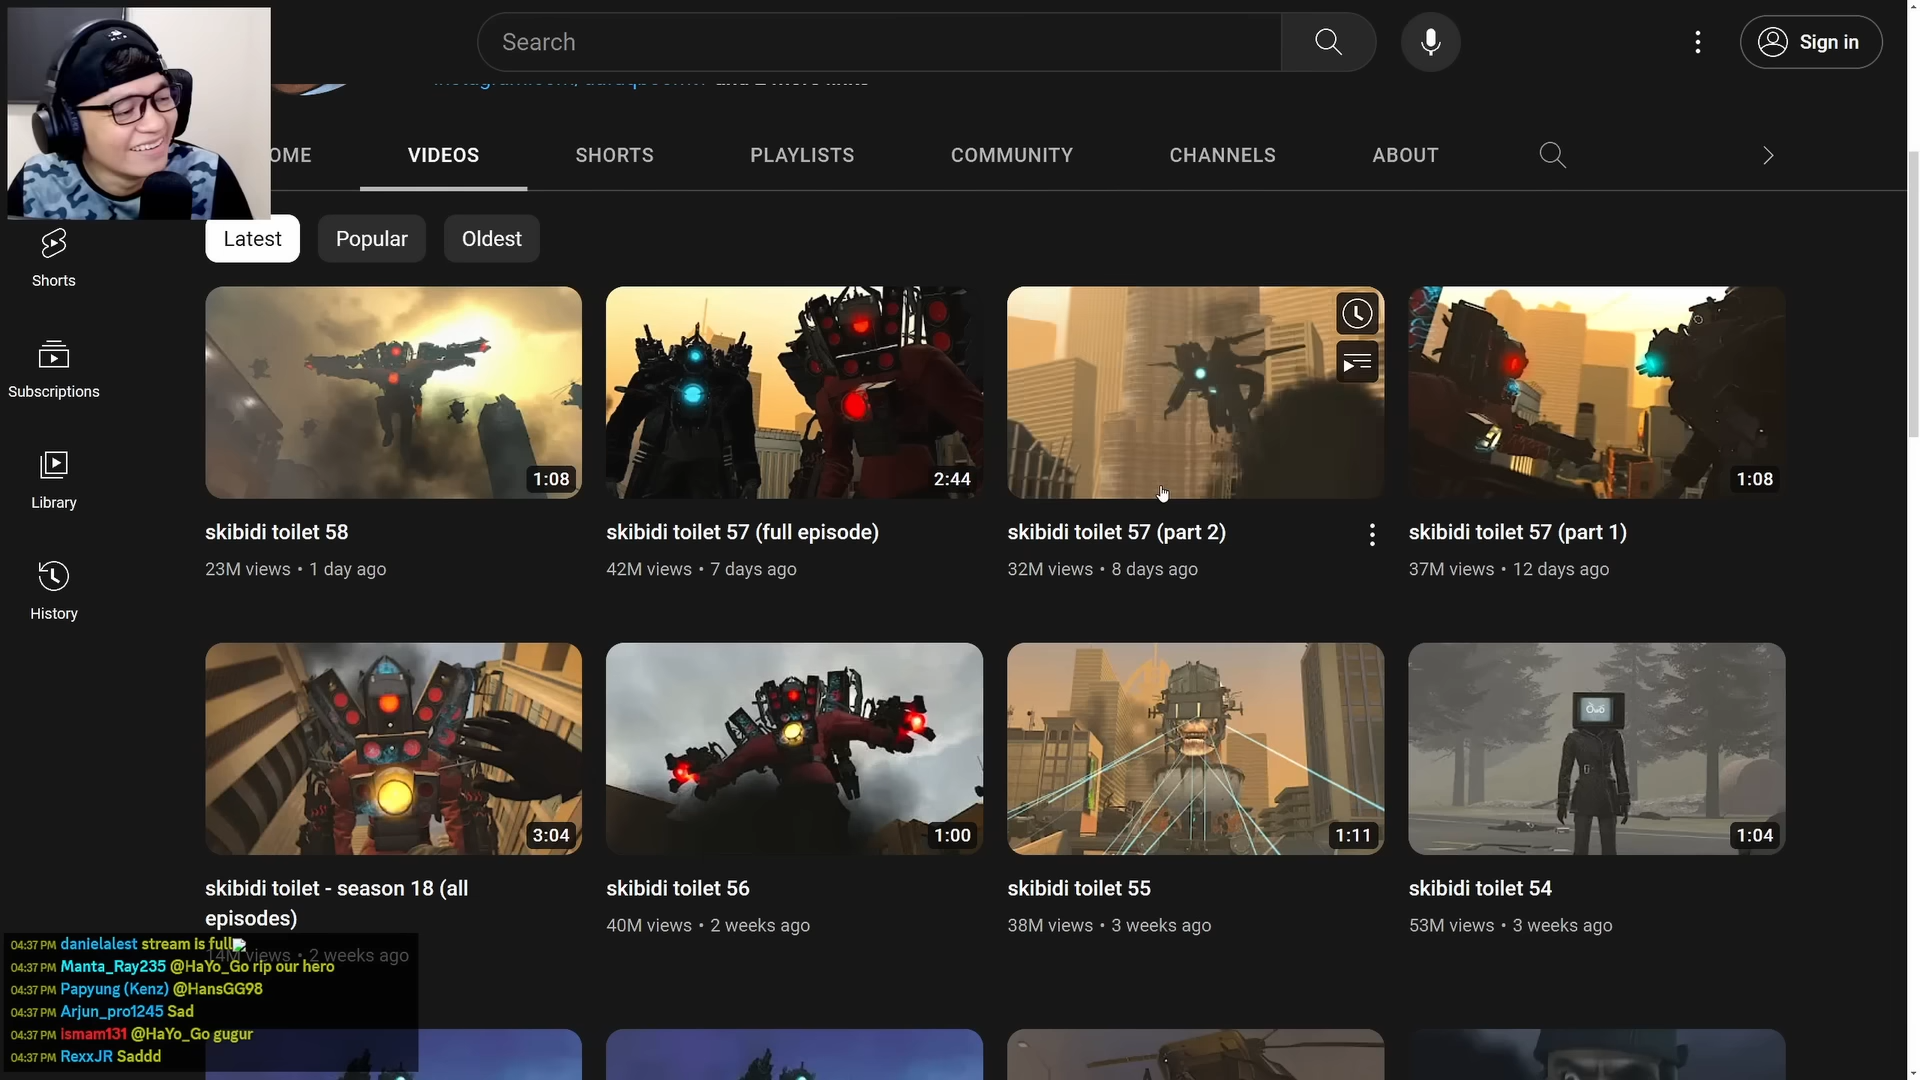 Search
Sign in
OME
VIDEOS
SHORTS
PLAYLISTS
COMMUNITY
CHANNELS
ABOUT
Latest
Popular
Oldest
Shorts
Subscriptions
Library
History
1:08
2:44
1:08
skibidi toilet 58
23M views • 1 day ago
skibidi toilet 57 (full episode)
42M views • 7 days ago
skibidi toilet 57 (part 2)
32M views • 8 days ago
skibidi toilet 57 (part 1)
37M views • 12 days ago
3:04
1:00
1:11
1:04
skibidi toilet - season 18 (all
episodes)
14M views • 2 weeks ago
skibidi toilet 56
40M views • 2 weeks ago
skibidi toilet 55
38M views • 3 weeks ago
skibidi toilet 54
53M views • 3 weeks ago
04:37 PM danielalest stream is full
04:37 PM Manta_Ray235 @HaYo_Go rip our hero
04:37 PM Papyung (Kenz) @HansGG98
04:37 PM Arjun_pro1245 Sad
04:37 PM ismam131 @HaYo_Go gugur
04:37 PM RexxJR Saddd